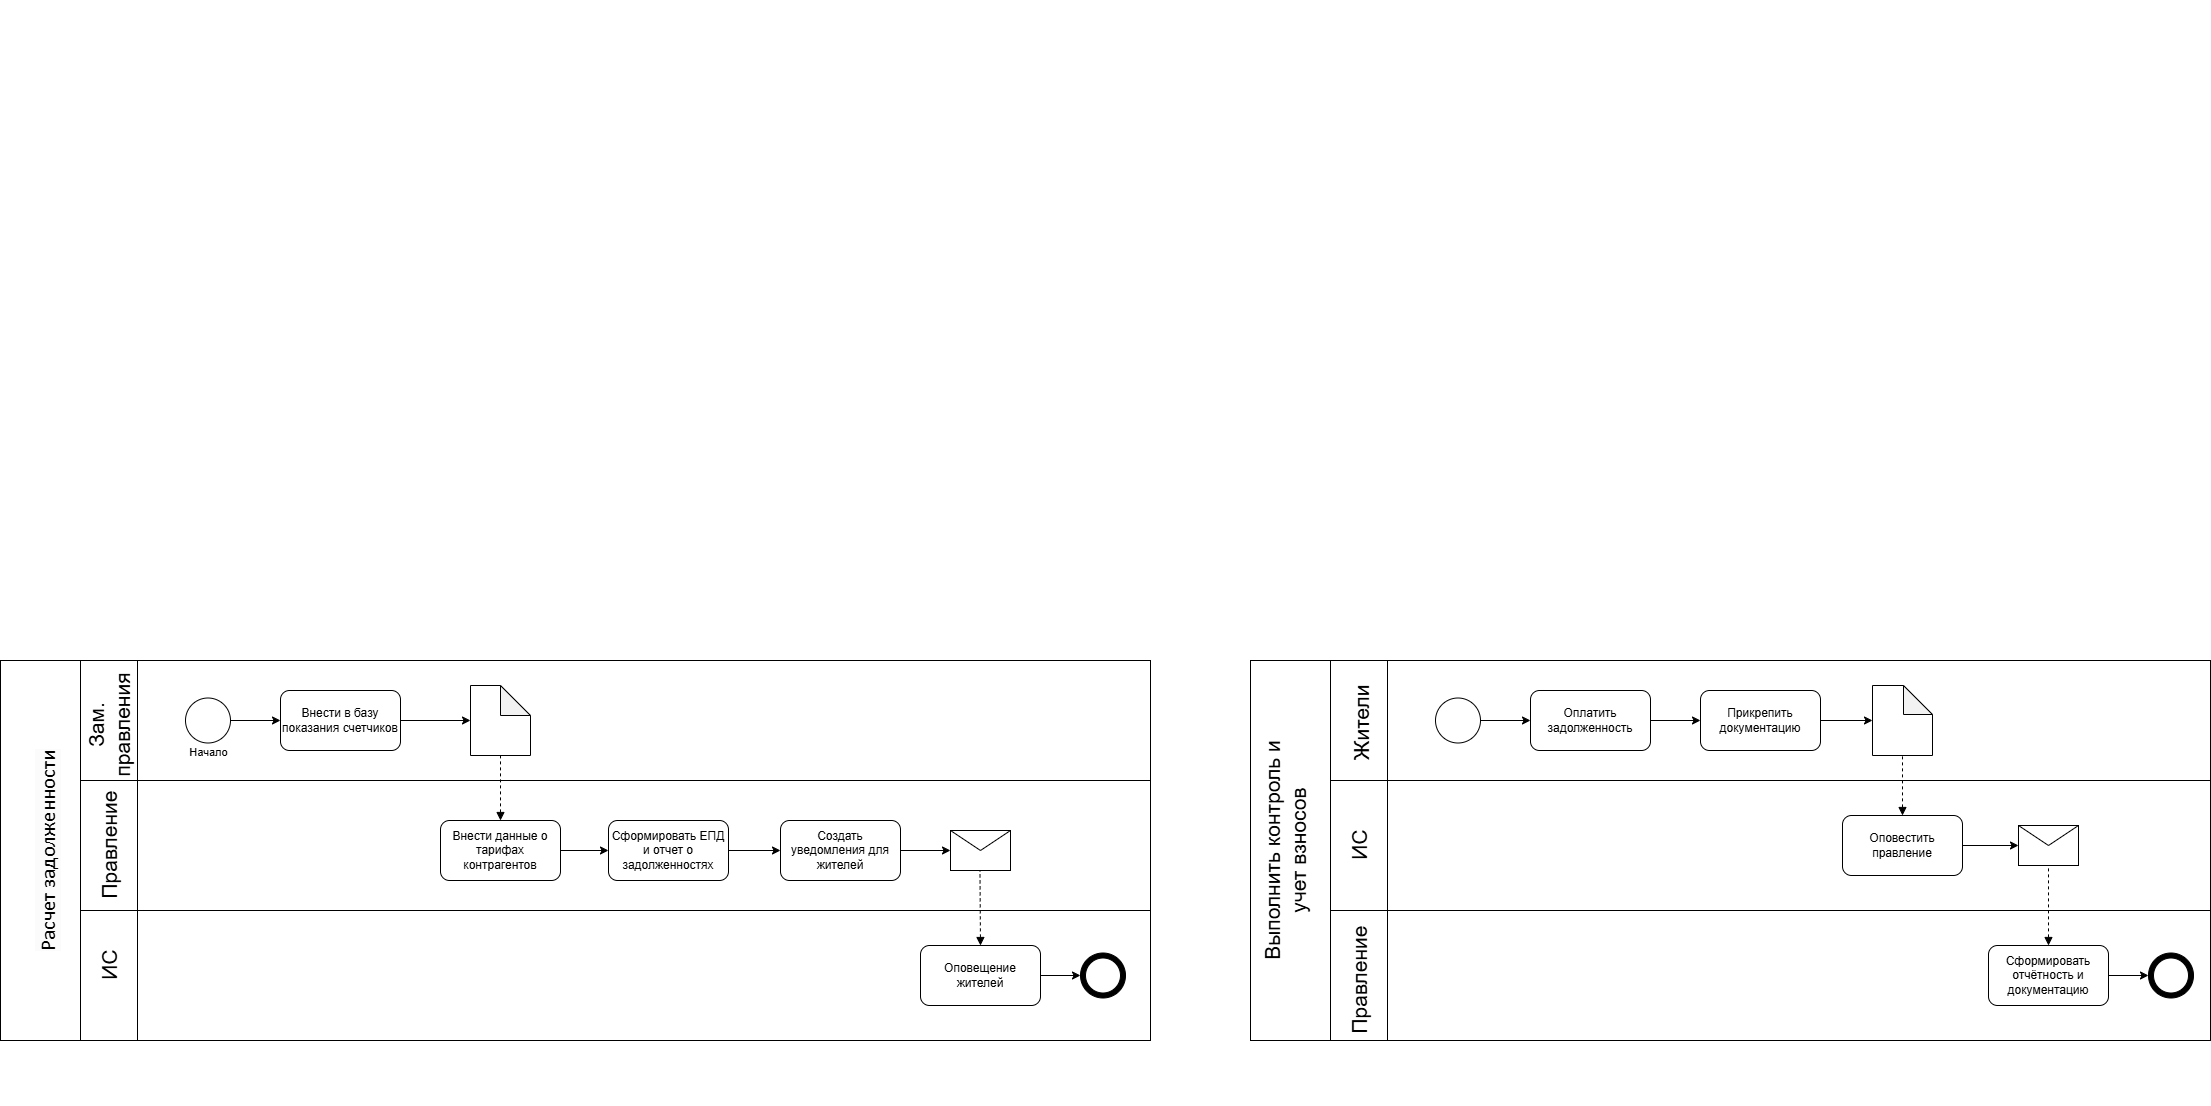 Расчет задолженности
Зам.
правления
Начало
Внести в базу
показания счетчиков
Правление
Внести данные о
тарифах
контрагентов
Сформировать ЕПД
и отчет о
задолженностях
Создать
уведомления для
жителей
ИС
Оповещение
жителей
Выполнить контроль и
учет взносов
Жители
Оплатить
задолженность
Прикрепить
документацию
ИС
Оповестить
правление
Правление
Сформировать
отчётность и
документацию